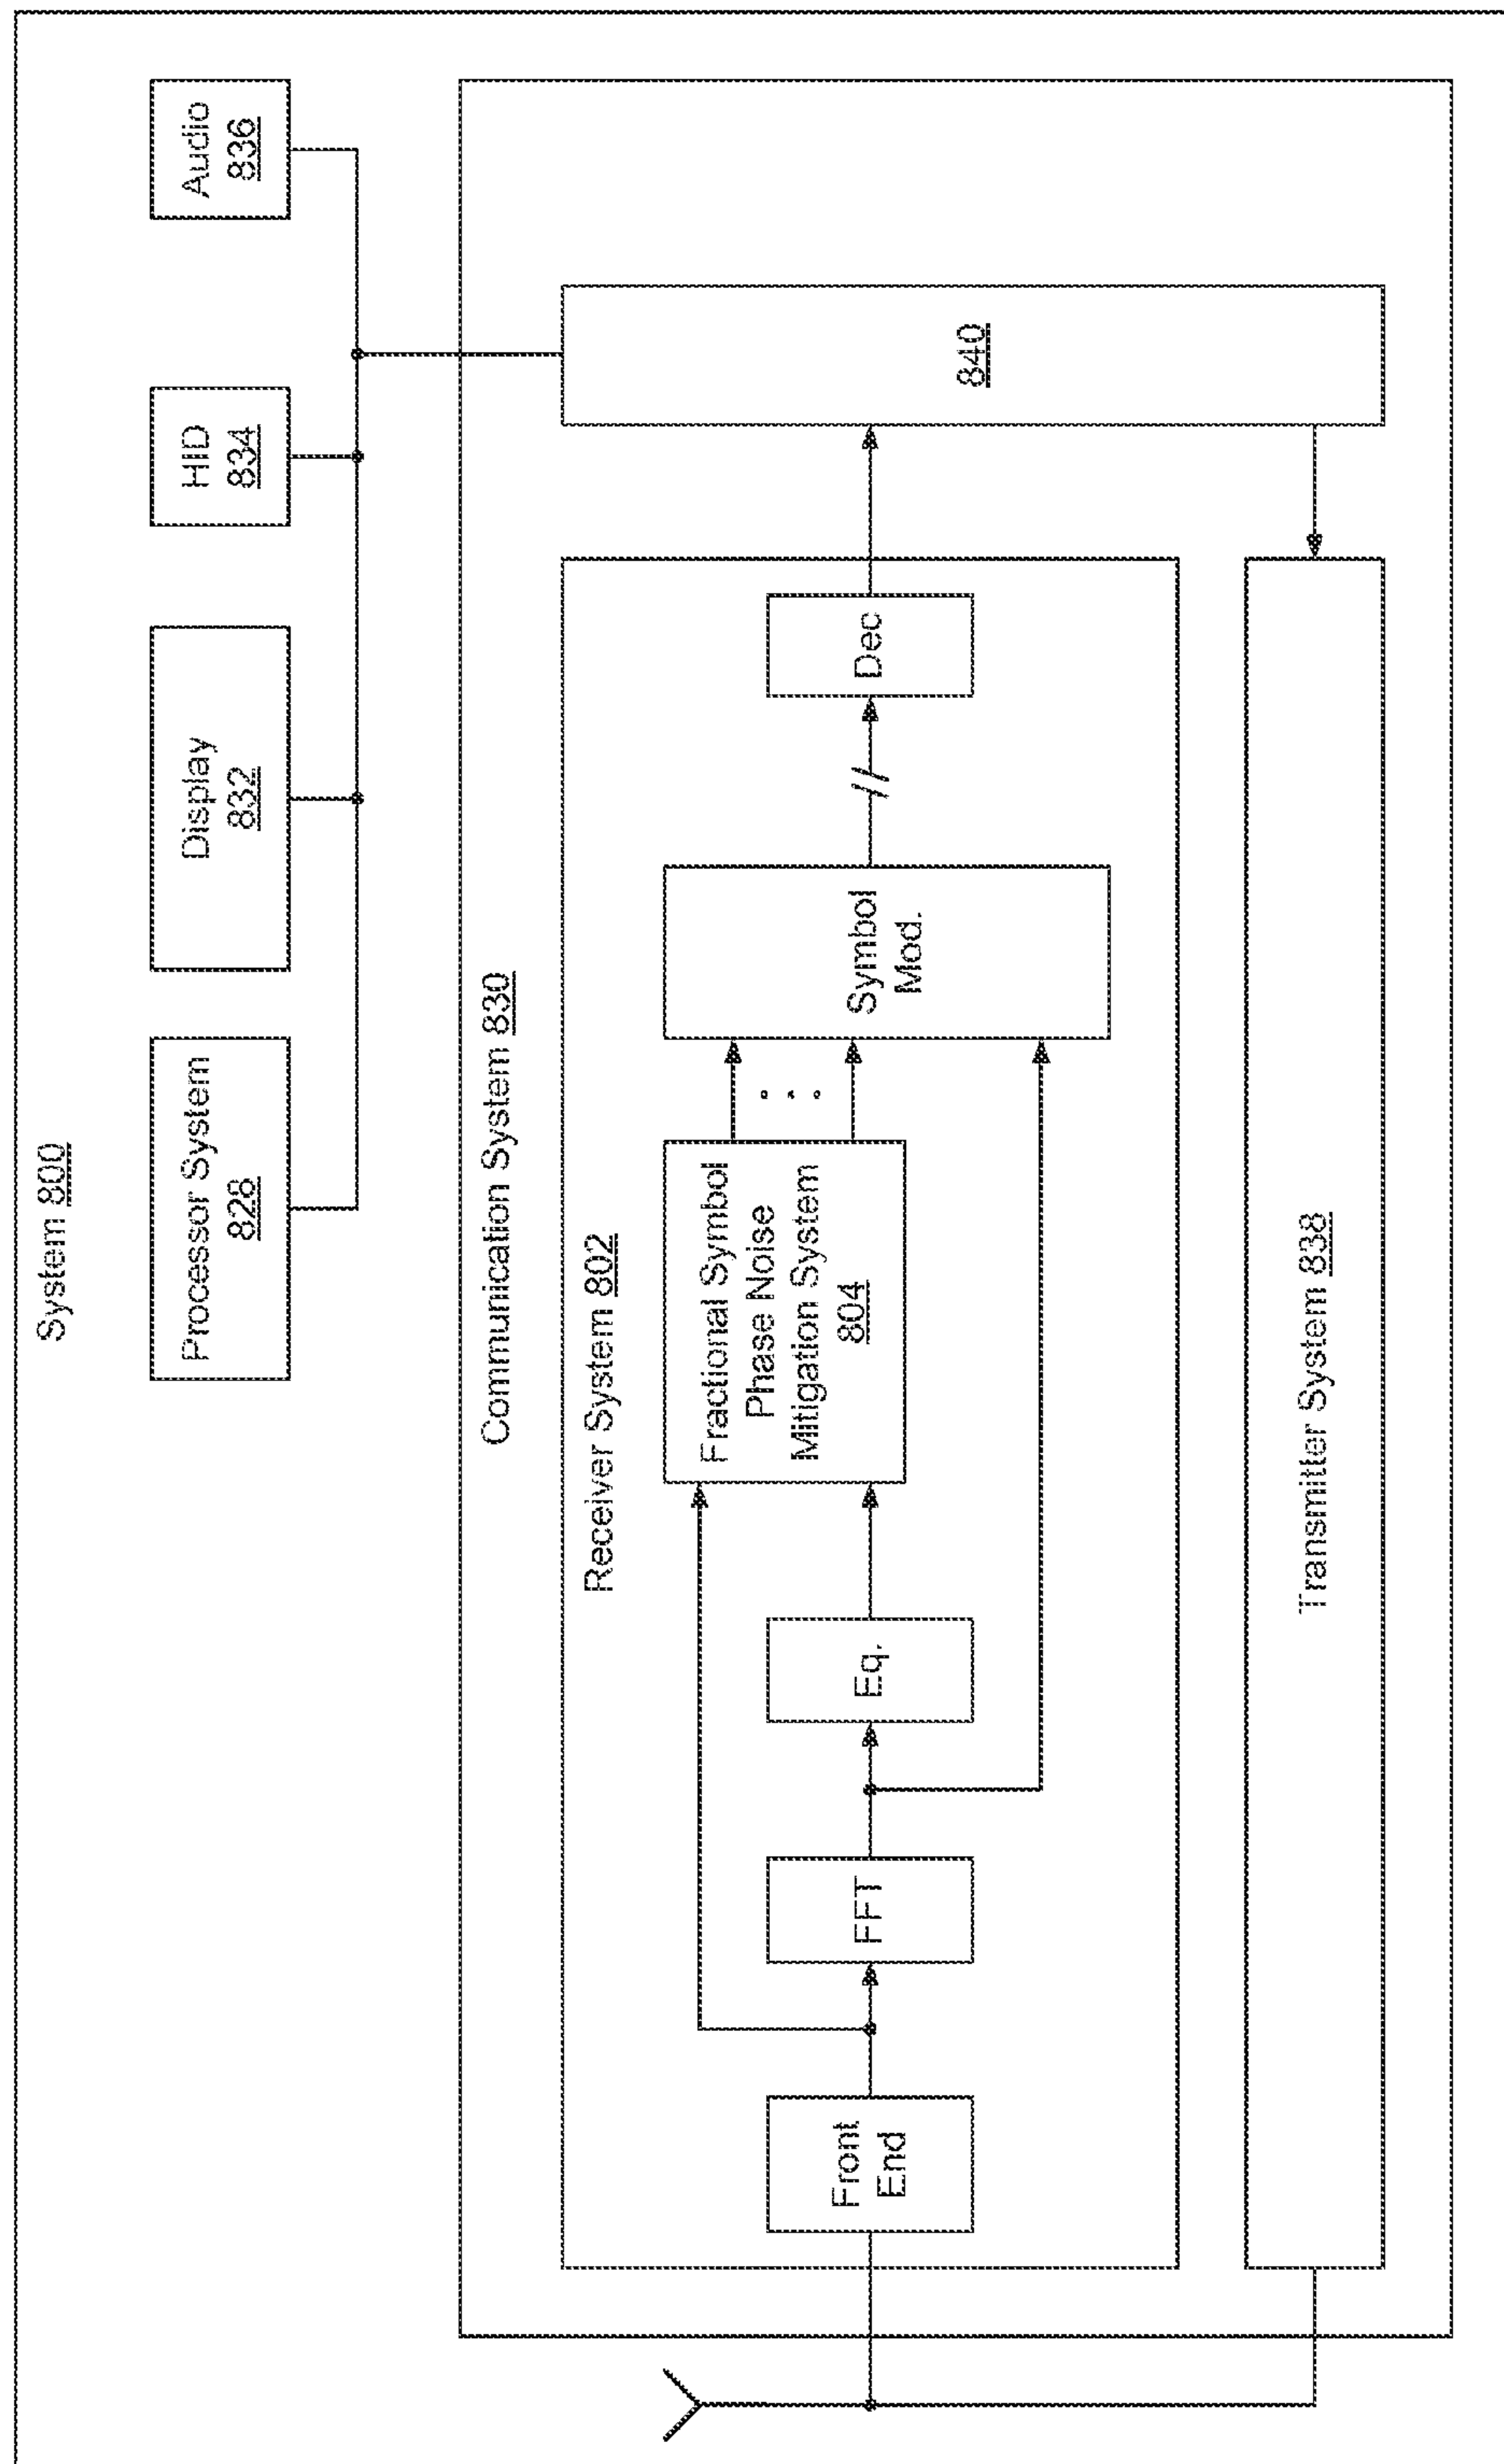 System 800
Processor System
828
Display
832
HID
834
Audio
836
Communication System 830
Receiver System 802
Front
End
FFT
Eq.
Fractional Symbol
Phase Noise
Mitigation System
804
. . .
Symbol
Mod.
//
Dec
840
Transmitter System 838